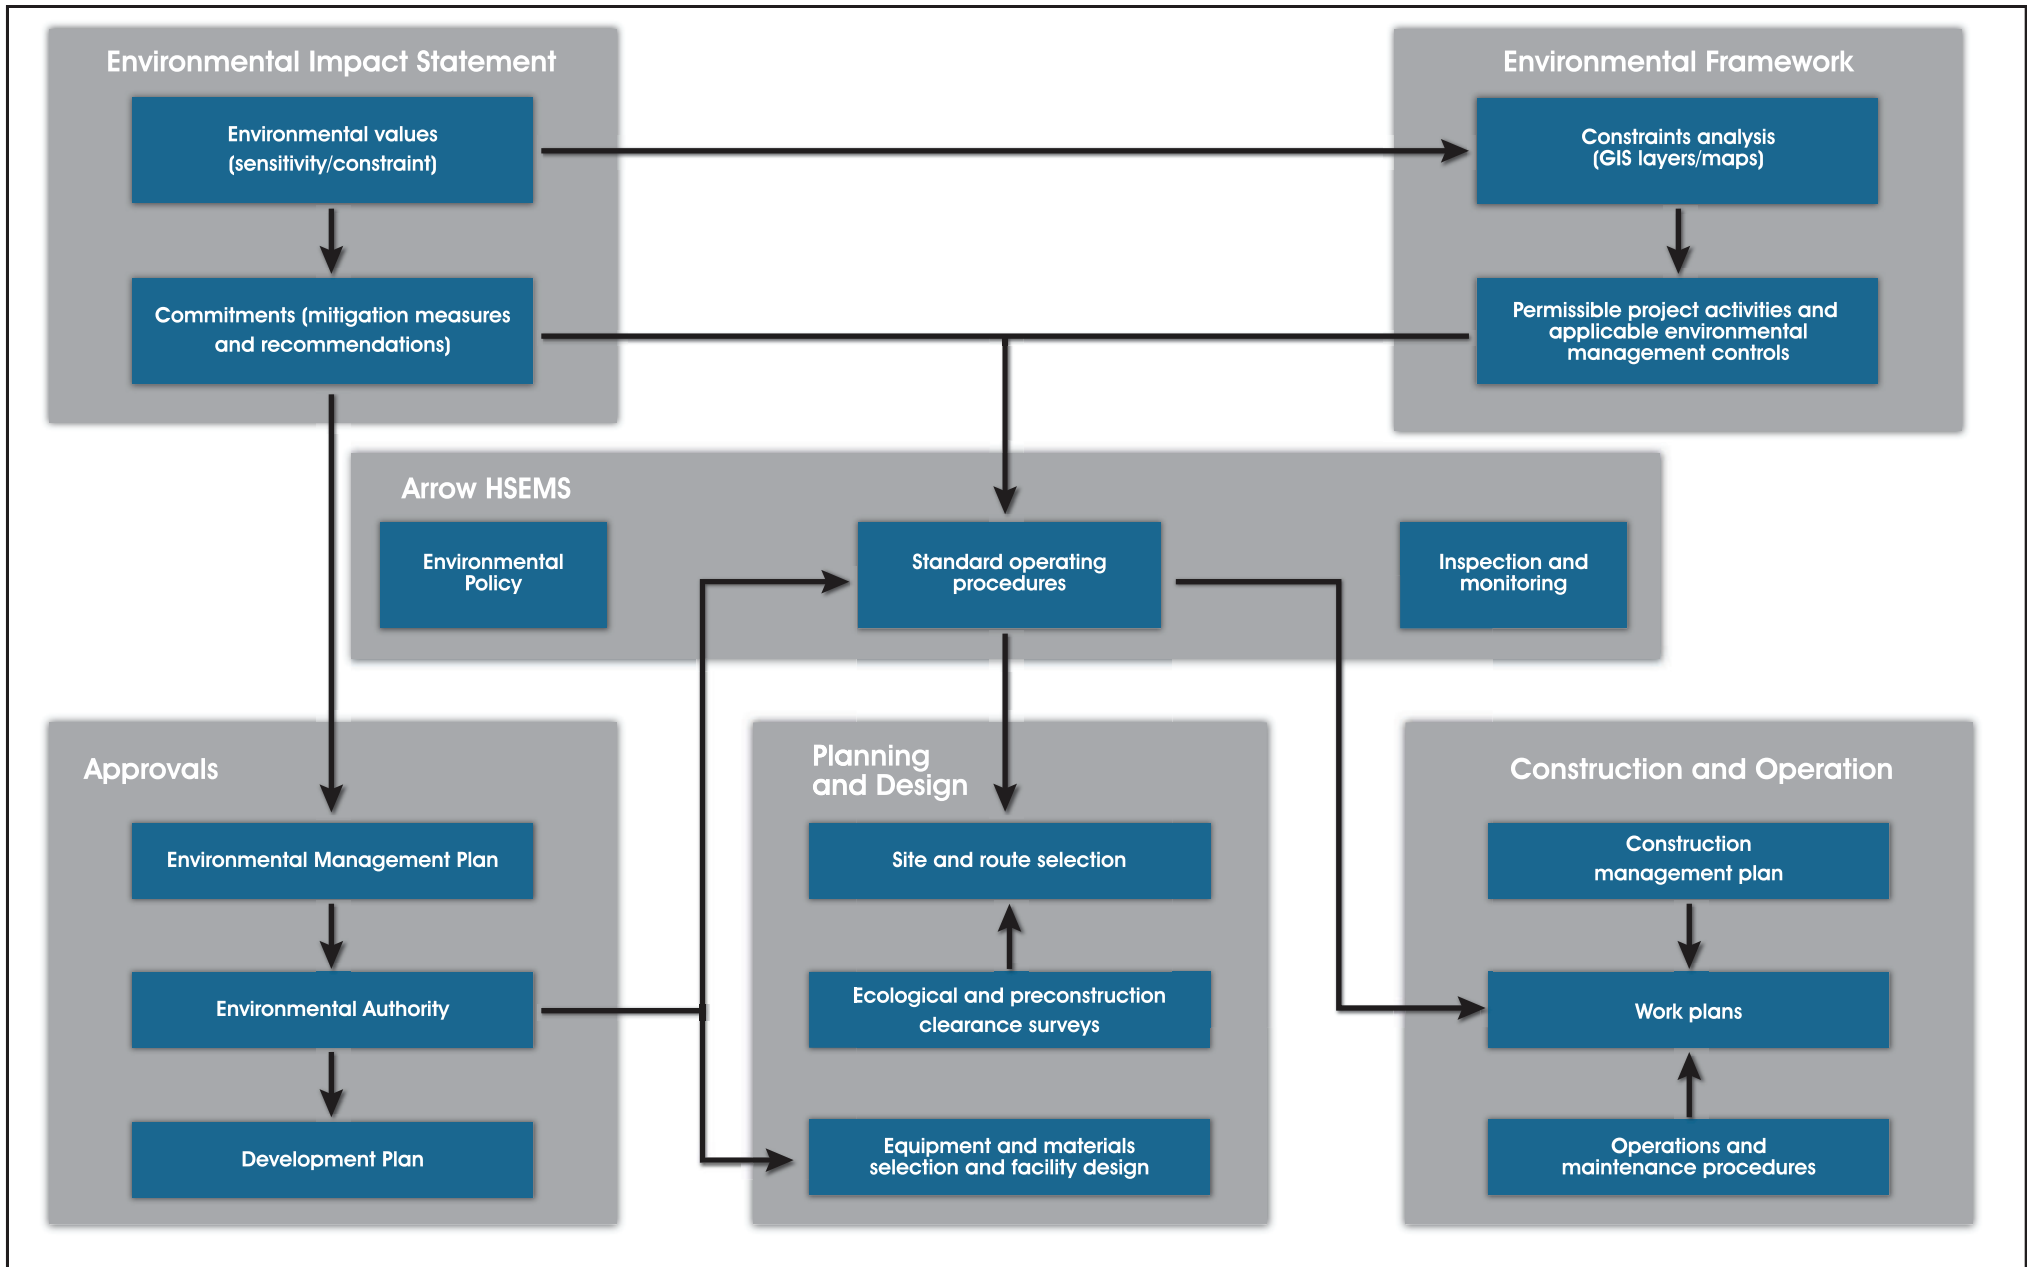 Environmental Impact Statement
Environmental values
(sensitivity/constraint)
Commitments (mitigation measures
and recommendations)
Environmental Framework
Constraints analysis
(GIS layers/maps)
Permissible project activities and
applicable environmental
management controls
Arrow HSEMS
Environmental
Policy
Standard operating
procedures
Inspection and
monitoring
Approvals
Environmental Management Plan
Environmental Authority
Development Plan
Planning
and Design
Site and route selection
Ecological and preconstruction
clearance surveys
Equipment and materials
selection and facility design
Construction and Operation
Construction
management plan
Work plans
Operations and
maintenance procedures